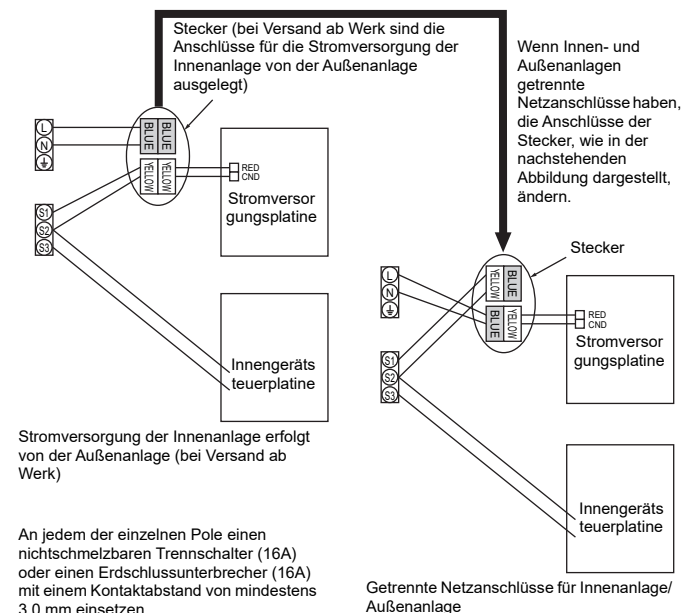 Stecker (bei Versand ab Werk sind die
Anschlüsse für die Stromversorgung der
Innenanlage von der Außenanlage
ausgelegt)
L
N
BLUE
BLUE
YELLOW
YELLOW
RED
CND
Stromversor
gungsplatine
S1
S2
S3
Innengeräts
teuerplatine
Stromversorgung der Innenanlage erfolgt
von der Außenanlage (bei Versand ab
Werk)
An jedem der einzelnen Pole einen
nichtschmelzbaren Trennschalter (16A)
oder einen Erdschlussunterbrecher (16A)
mit einem Kontaktabstand von mindestens
3,0 mm einsetzen
Wenn Innen- und
Außenanlagen
getrennte
Netzanschlüsse haben,
die Anschlüsse der
Stecker, wie in der
nachstehenden
Abbildung dargestellt,
ändern.
Stecker
L
N
YELLOW
BLUE
BLUE
YELLOW
RED
CND
Stromversor
gungsplatine
S1
S2
S3
Innengeräts
teuerplatine
Getrennte Netzanschlüsse für Innenanlage/
Außenanlage